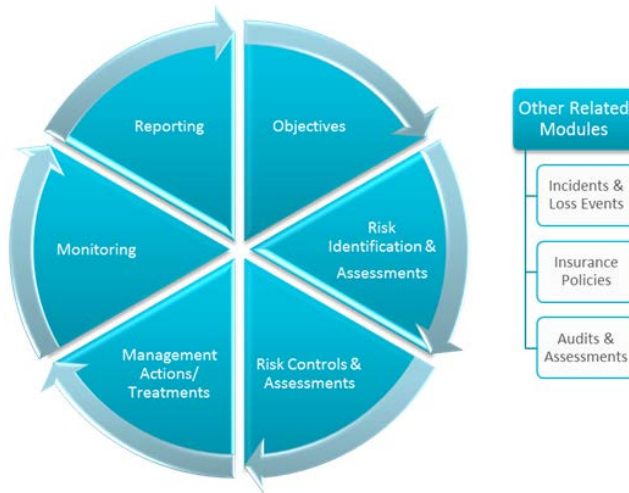 Reporting
Objectives
Risk
Identification &
Assessments
Risk Controls &
Assessments
Management
Actions/
Treatments
Monitoring
Other Related
Modules
Incidents &
Loss Events
Insurance
Policies
Audits &
Assessments